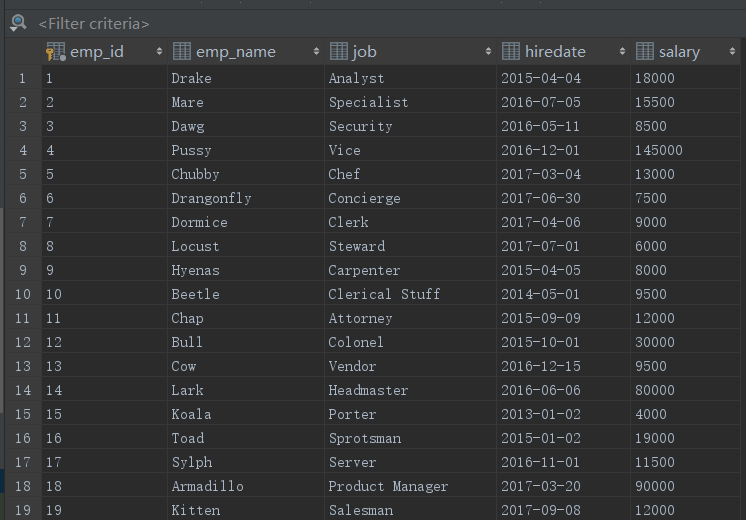 <Filter criteria>
emp_id emp_name job hiredate salary
1 1 Drake Analyst 2015-04-04 18000
2 2 Mare Specialist 2016-07-05 15500
3 3 Dawg Security 2016-05-11 8500
4 4 Pussy Vice 2016-12-01 145000
5 5 Chubby Chef 2017-03-04 13000
6 6 Drangonfly Concierge 2017-06-30 7500
7 7 Dormice Clerk 2017-04-06 9000
8 8 Locust Steward 2017-07-01 6000
9 9 Hyenas Carpenter 2015-04-05 8000
10 10 Beetle Clerical Stuff 2014-05-01 9500
11 11 Chap Attorney 2015-09-09 12000
12 12 Bull Colonel 2015-10-01 30000
13 13 Cow Vendor 2016-12-15 9500
14 14 Lark Headmaster 2016-06-06 80000
15 15 Koala Porter 2013-01-02 4000
16 16 Toad Sprotsman 2015-01-02 19000
17 17 Sylph Server 2016-11-01 11500
18 18 Armadillo Product Manager 2017-03-20 90000
19 19 Kitten Salesman 2017-09-08 12000